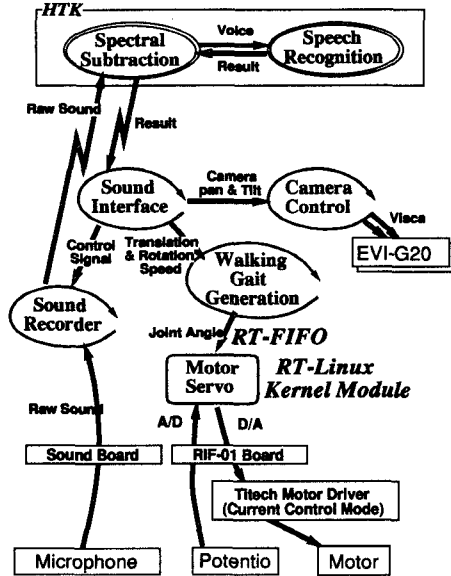 HTK
Spectral
Subtraction
Voice
Result
Speech
Recognition
Raw Sound
Result
Sound
Interface
Camera
pan & Tilt
Camera
Control
Visca
EVI-G20
Control
Signal
Translation
& Rotation
Speed
Walking
Gait
Generation
Sound
Recorder
Joint Angle
RT-FIFO
Motor
Servo
RT-Linux
Kernel Module
Raw Sound
A/D
D/A
Sound Board
RIF-01 Board
Titech Motor Driver
(Current Control Mode)
Microphone
Potentio
Motor